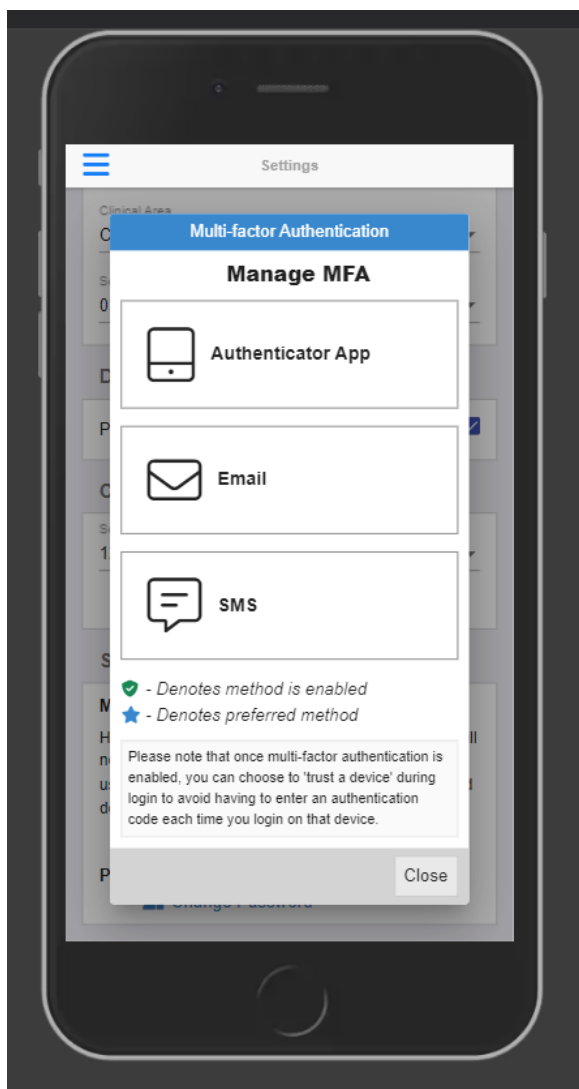 Settings
Clinical Area
Multi-factor Authentication
Manage MFA
Authenticator App
Email
SMS
- Denotes method is enabled
- Denotes preferred method
Please note that once multi-factor authentication is
enabled, you can choose to 'trust a device' during
login to avoid having to enter an authentication
code each time you login on that device.
Close
Change Password